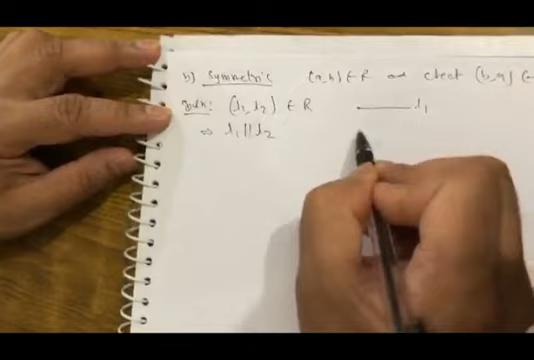 b) Symmetric (a,b) ∈ R and check (b,a) ∈
Soln: (l₁, l₂) ∈ R l₁
⇒ l₁ || l₂